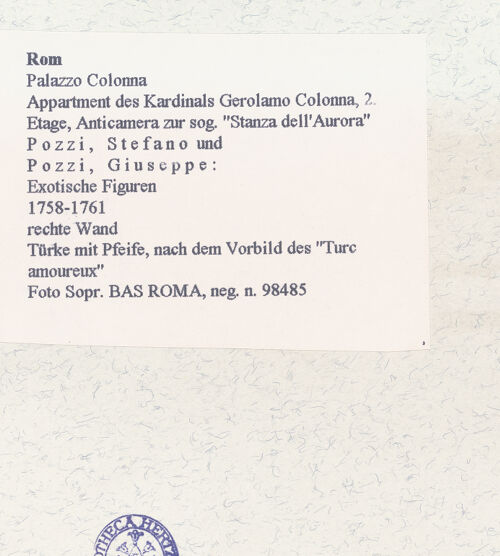 Rom
Palazzo Colonna
Appartment des Kardinals Gerolamo Colonna, 2.
Etage, Anticamera zur sog. "Stanza dell'Aurora"
Pozzi, Stefano und
Pozzi, Giuseppe:
Exotische Figuren
1758-1761
rechte Wand
Türke mit Pfeife, nach dem Vorbild des "Turc
amoureux"
Foto Sopr. BAS ROMA, neg. n. 98485